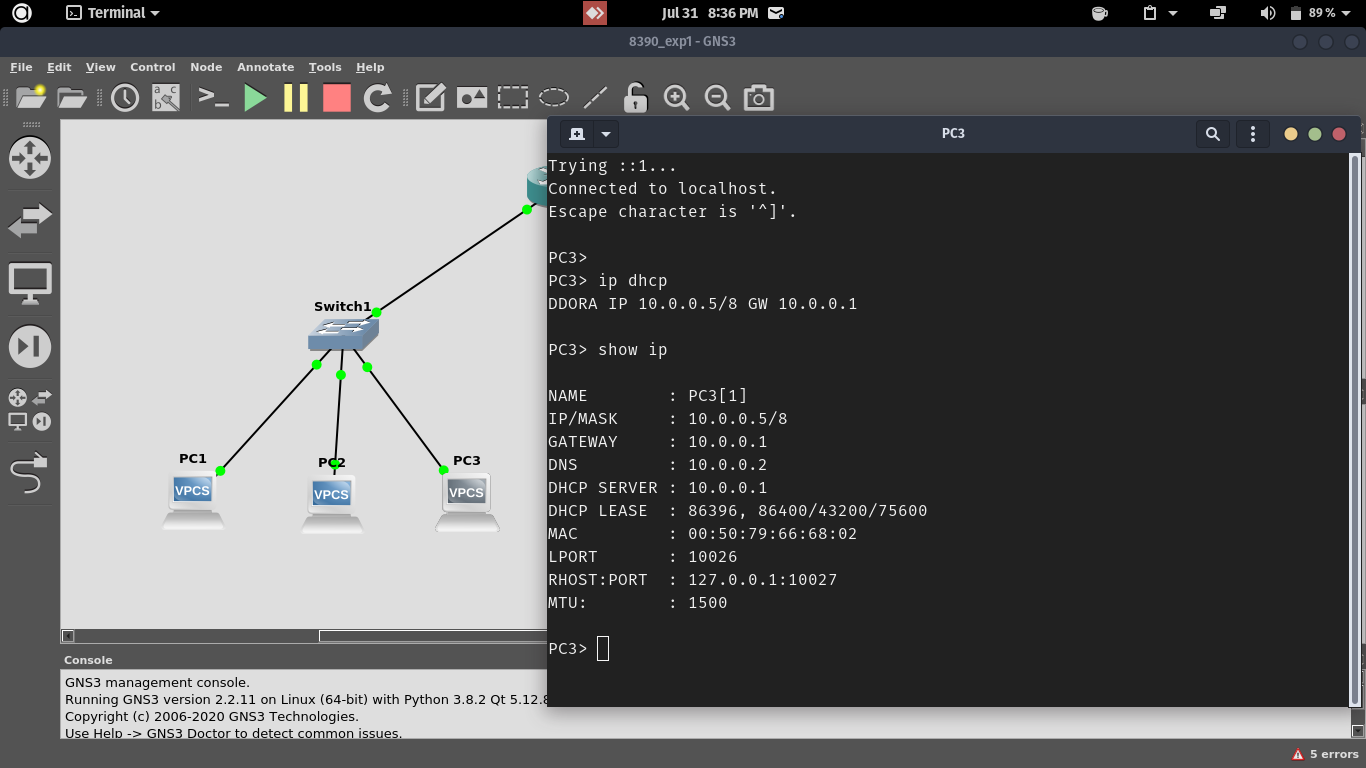 Terminal
Jul 31 8:36 PM
89 %
8390_exp1 - GNS3
File Edit View Control Node Annotate Tools Help
PC3
Trying ::1...
Connected to localhost.
Escape character is '^]'.
PC3>
PC3> ip dhcp
DDORA IP 10.0.0.5/8 GW 10.0.0.1
PC3> show ip
NAME : PC3[1]
IP/MASK : 10.0.0.5/8
GATEWAY : 10.0.0.1
DNS : 10.0.0.2
DHCP SERVER : 10.0.0.1
DHCP LEASE : 86396, 86400/43200/75600
MAC : 00:50:79:66:68:02
LPORT : 10026
RHOST:PORT : 127.0.0.1:10027
MTU: : 1500
PC3>
Switch1
PC1
PC2
PC3
VPCS
VPCS
VPCS
Console
GNS3 management console.
Running GNS3 version 2.2.11 on Linux (64-bit) with Python 3.8.2 Qt 5.12.8
Copyright (c) 2006-2020 GNS3 Technologies.
Use Help -> GNS3 Doctor to detect common issues.
5 errors